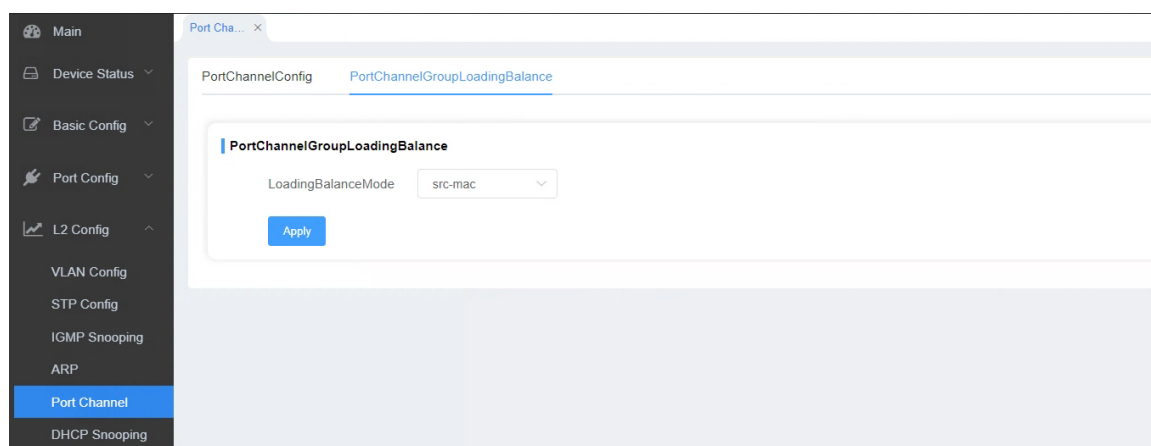 Main
Device Status
Basic Config
Port Config
L2 Config
VLAN Config
STP Config
IGMP Snooping
ARP
Port Channel
DHCP Snooping
Port Cha...
PortChannelConfig PortChannelGroupLoadingBalance
PortChannelGroupLoadingBalance
LoadingBalanceMode src-mac
Apply